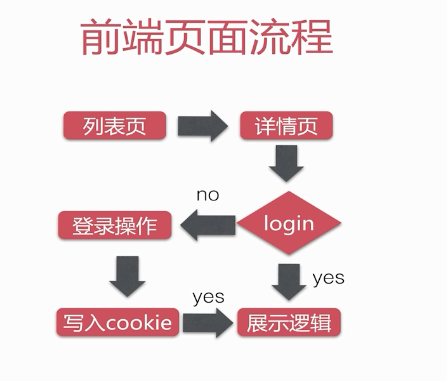 前端页面流程
列表页
详情页
no
login
登录操作
yes
yes
写入cookie
展示逻辑